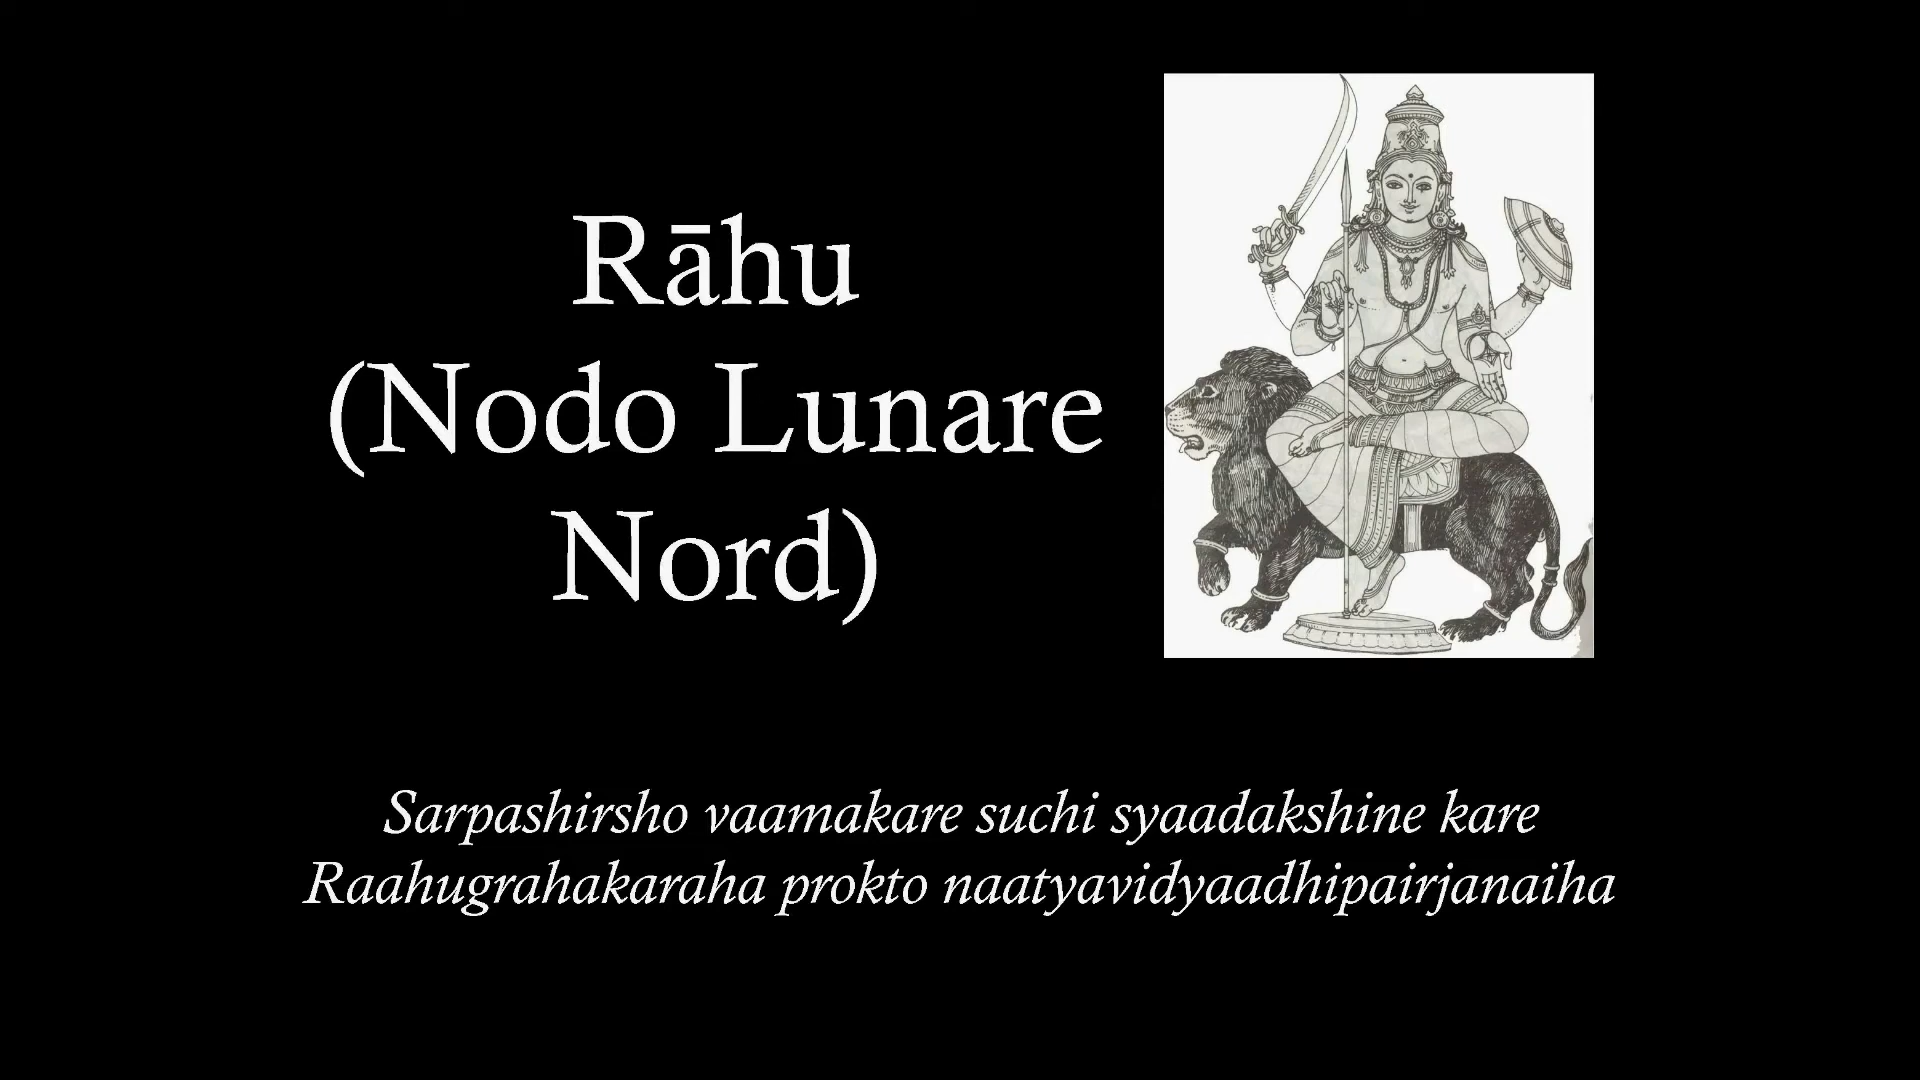 Rāhu
(Nodo Lunare
Nord)
Sarpashirsho vaamakare suchi syaadakshine kare
Raahugrahakaraha prokto naatyavidyaadhipairjanaiha